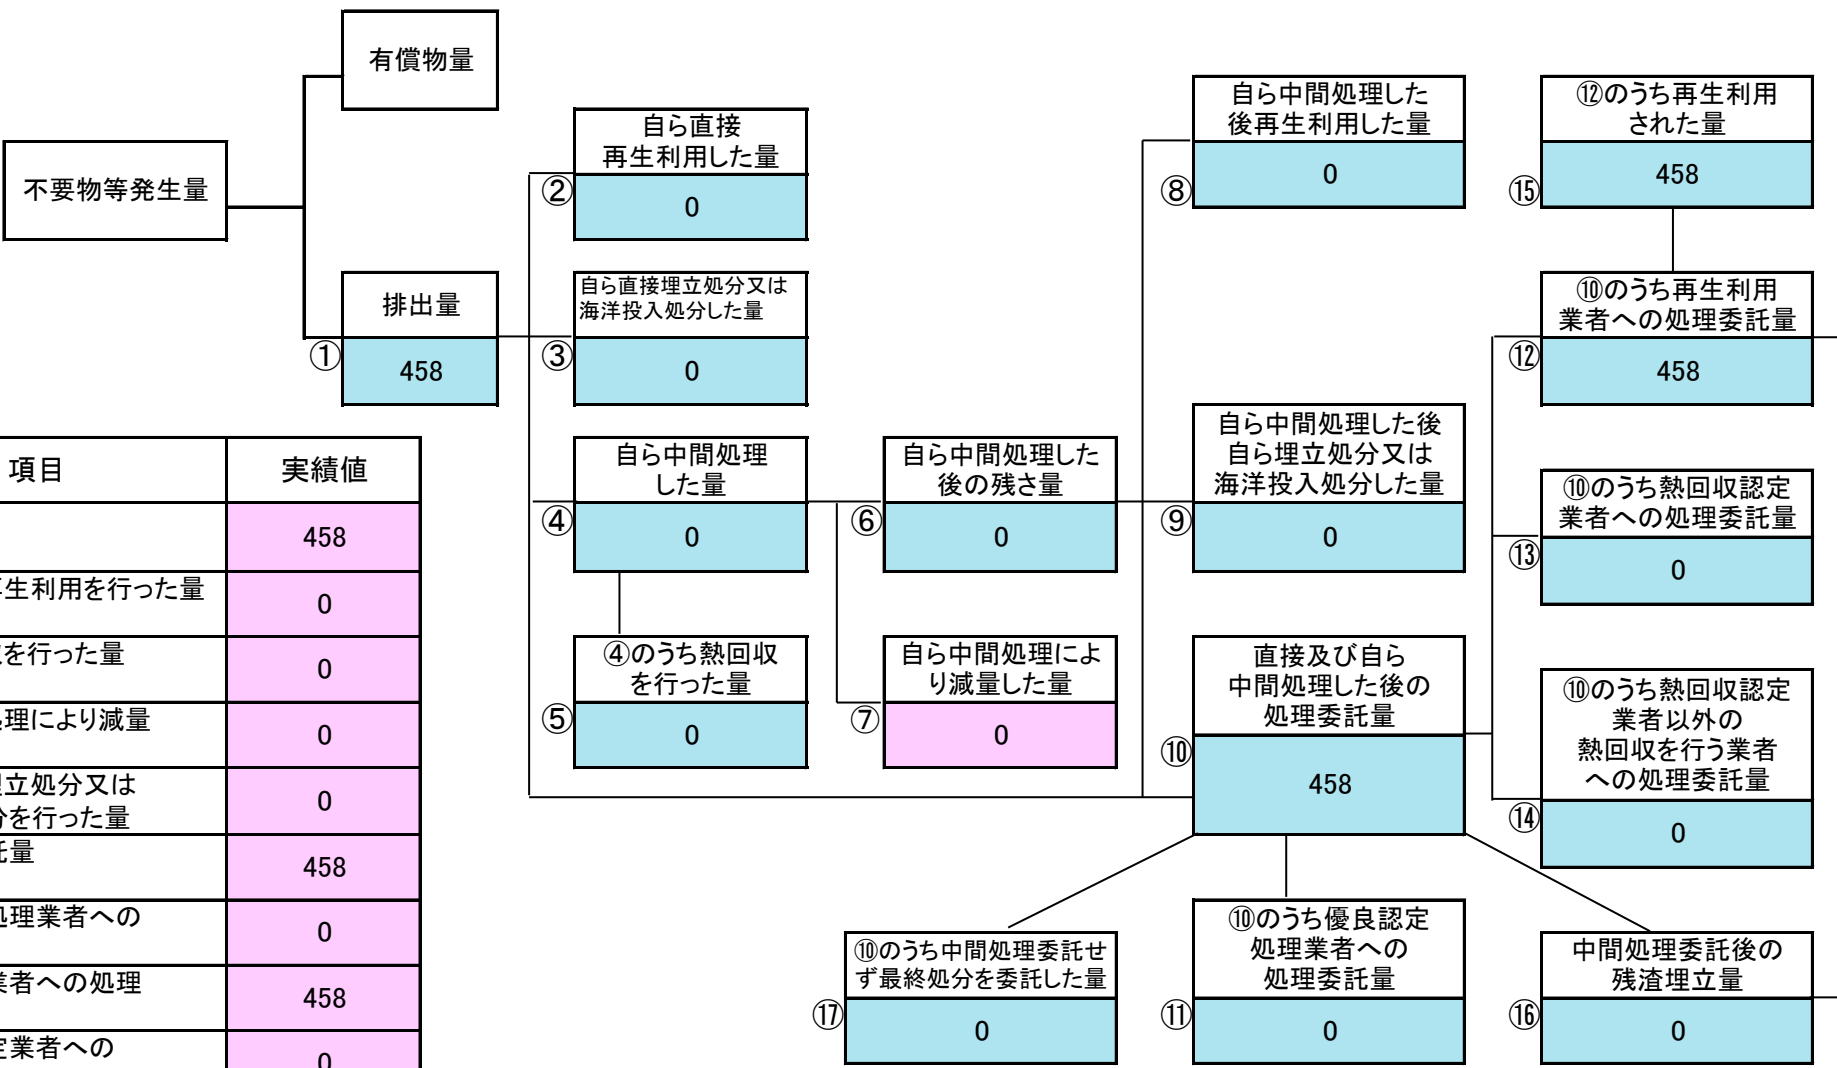 有償物量
不要物等発生量
排出量
①
458
自ら直接
再生利用した量
②
0
自ら直接埋立処分又は
海洋投入処分した量
③
0
自ら中間処理
した量
④
0
④のうち熱回収
を行った量
⑤
0
自ら中間処理した
後の残さ量
⑥
0
自ら中間処理によ
り減量した量
⑦
0
自ら中間処理した
後再生利用した量
⑧
0
自ら中間処理した後
自ら埋立処分又は
海洋投入処分した量
⑨
0
直接及び自ら
中間処理した後の
処理委託量
⑩
458
⑩のうち中間処理委託せ
ず最終処分を委託した量
⑰
0
⑩のうち優良認定
処理業者への
処理委託量
⑪
0
中間処理委託後の
残渣埋立量
⑯
0
⑫のうち再生利用
された量
⑮
458
⑩のうち再生利用
業者への処理委託量
⑫
458
⑩のうち熱回収認定
業者への処理委託量
⑬
0
⑩のうち熱回収認定
業者以外の
熱回収を行う業者
への処理委託量
⑭
0
項目 実績値
458
生利用を行った量
0
を行った量
0
理により減量
0
立処分又は
を行った量
0
量
458
処理業者への
0
業者への処理
458
業者への
0